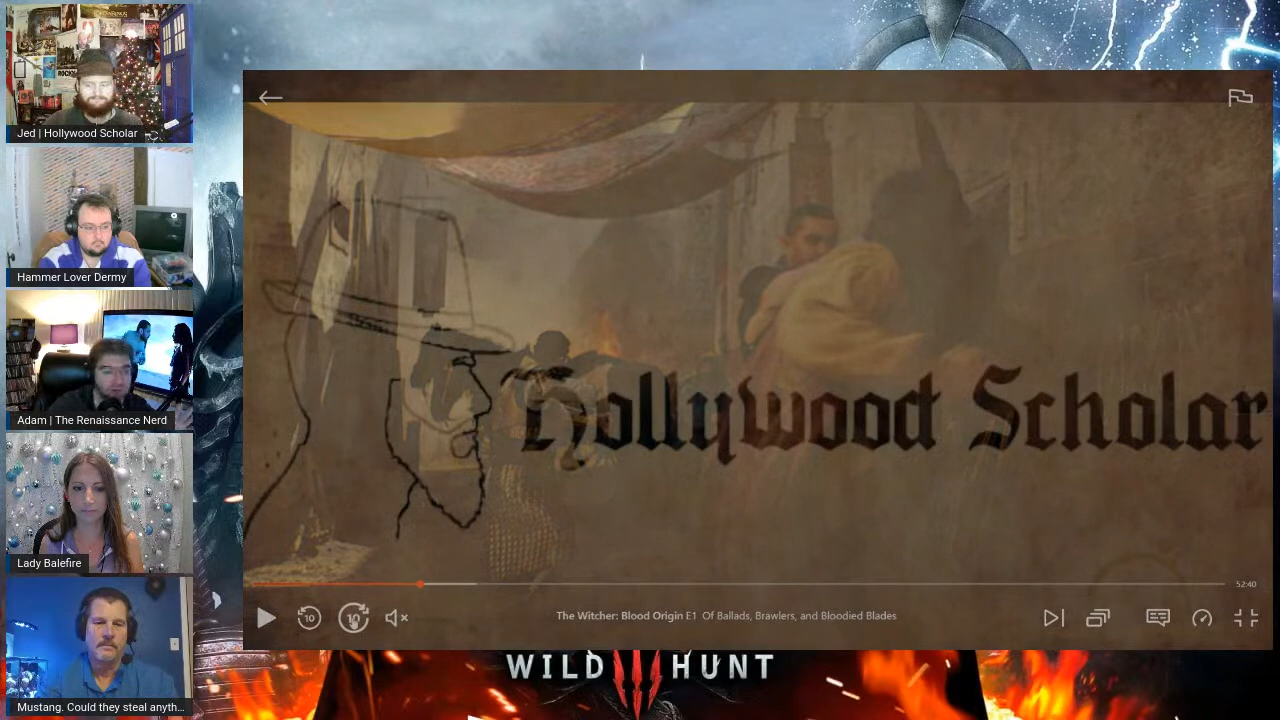 ROCKY
Jed | Hollywood Scholar
Hammer Lover Dermy
Adam | The Renaissance Nerd
Lady Balefire
Mustang. Could they steal anyth...
Hollywood Scholar
52:40
10
10
The Witcher: Blood Origin E1 Of Ballads, Brawlers, and Bloodied Blades
WILD HUNT